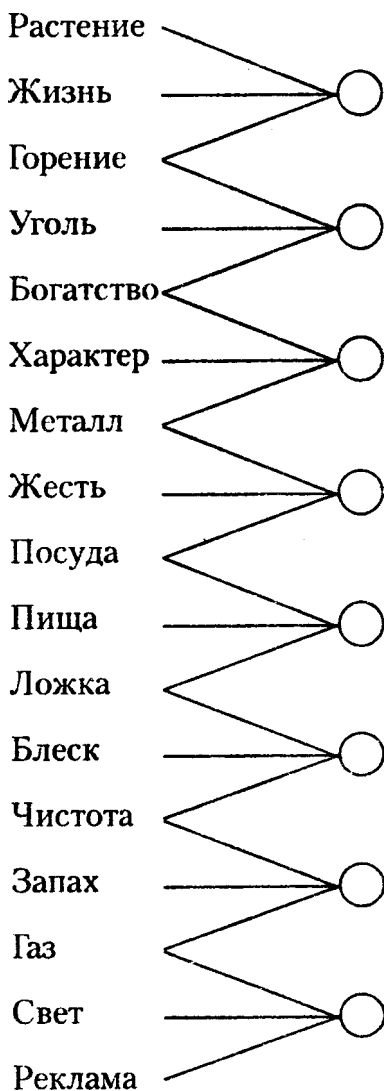 Растение
Жизнь
Горение
Уголь
Богатство
Характер
Металл
Жесть
Посуда
Пища
Ложка
Блеск
Чистота
Запах
Газ
Свет
Реклама